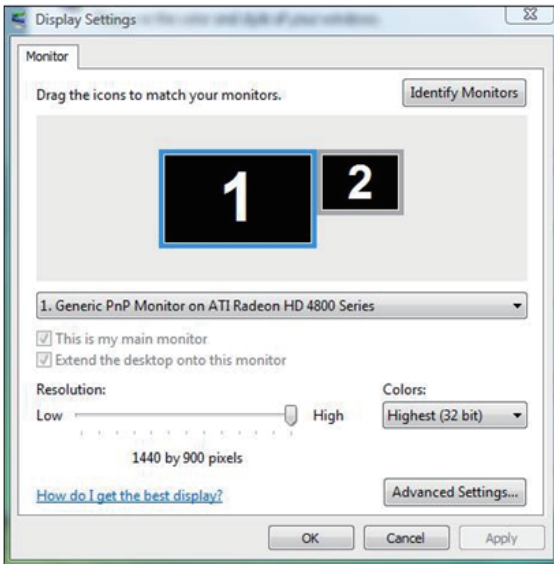 Display Settings
Monitor
Drag the icons to match your monitors.
Identify Monitors
1
2
1. Generic PnP Monitor on ATI Radeon HD 4800 Series
This is my main monitor
Extend the desktop onto this monitor
Resolution:
Colors:
Low
High
Highest (32 bit)
1440 by 900 pixels
How do I get the best display?
Advanced Settings...
OK
Cancel
Apply